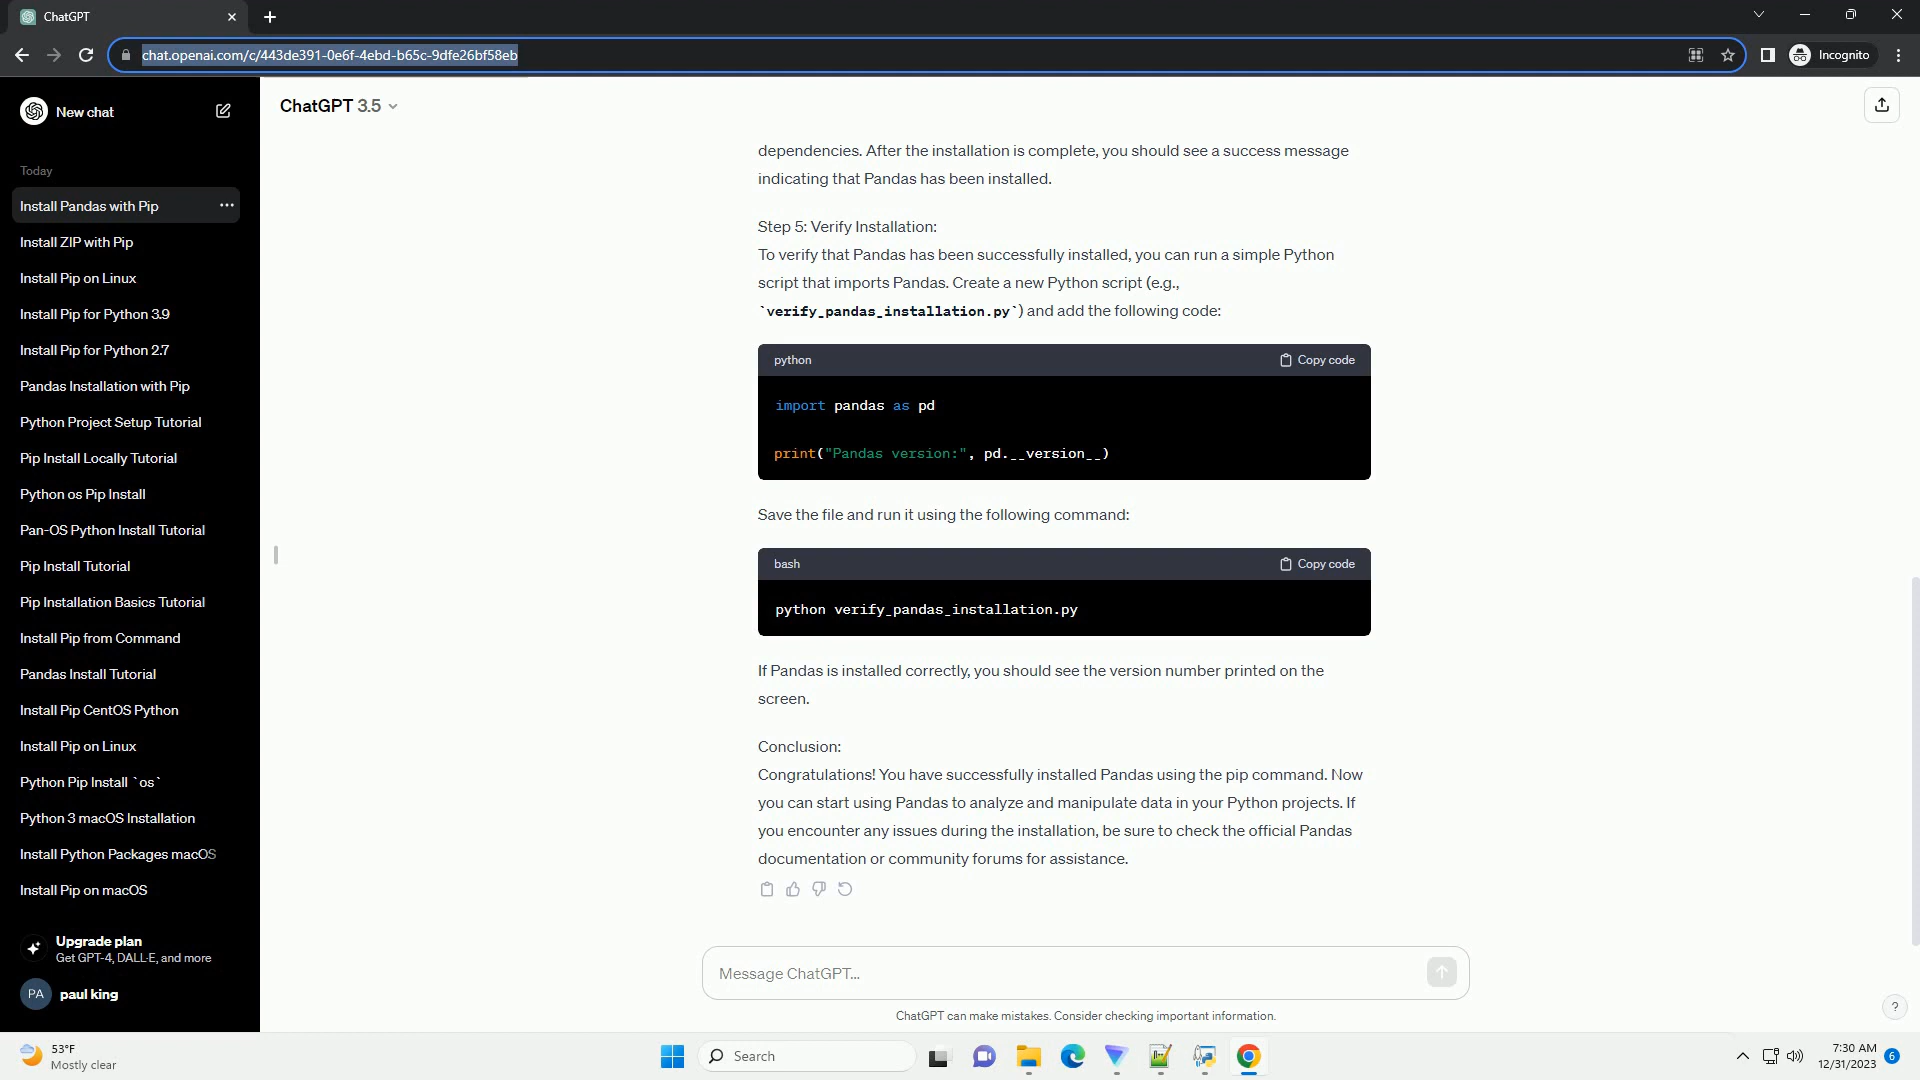 ChatGPT
chat.openai.com/c/443de391-0e6f-4ebd-b65c-9dfe26bf58eb
Incognito
New chat
Today
Install Pandas with Pip
Install ZIP with Pip
Install Pip on Linux
Install Pip for Python 3.9
Install Pip for Python 2.7
Pandas Installation with Pip
Python Project Setup Tutorial
Pip Install Locally Tutorial
Python os Pip Install
Pan-OS Python Install Tutorial
Pip Install Tutorial
Pip Installation Basics Tutorial
Install Pip from Command
Pandas Install Tutorial
Install Pip CentOS Python
Install Pip on Linux
Python Pip Install `os`
Python 3 macOS Installation
Install Python Packages macOS
Install Pip on macOS
Upgrade plan
Get GPT-4, DALL·E, and more
PA
paul king
ChatGPT 3.5
dependencies. After the installation is complete, you should see a success message
indicating that Pandas has been installed.
Step 5: Verify Installation:
To verify that Pandas has been successfully installed, you can run a simple Python
script that imports Pandas. Create a new Python script (e.g.,
`verify_pandas_installation.py`) and add the following code:
python
Copy code
import pandas as pd
print("Pandas version:", pd.__version__)
Save the file and run it using the following command:
bash
Copy code
python verify_pandas_installation.py
If Pandas is installed correctly, you should see the version number printed on the
screen.
Conclusion:
Congratulations! You have successfully installed Pandas using the pip command. Now
you can start using Pandas to analyze and manipulate data in your Python projects. If
you encounter any issues during the installation, be sure to check the official Pandas
documentation or community forums for assistance.
Message ChatGPT...
ChatGPT can make mistakes. Consider checking important information.
?
53°F
Mostly clear
Search
7:30 AM
12/31/2023
6